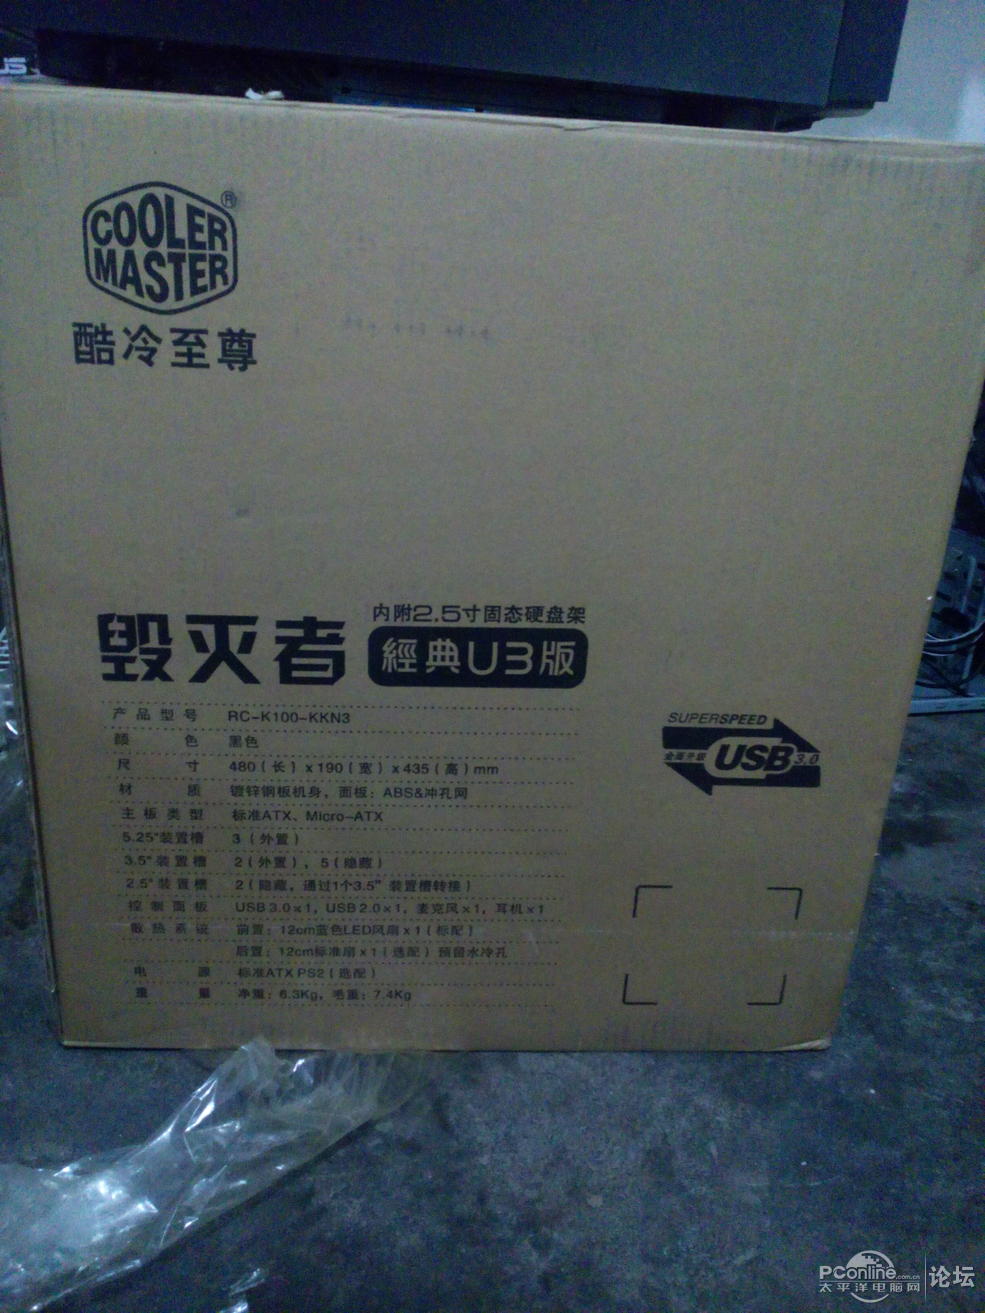 US
COOLER
MASTER
®
酷冷至尊
内附2.5寸固态硬盘架
毁灭者 經典U3版
产品型号 RC-K100-KKN3
颜色 黑色
尺寸 480(长)x190(宽)x435(高)mm
材质 镀锌钢板机身，面板：ABS&冲孔网
主板类型 标准ATX、Micro-ATX
5.25"装置槽 3(外置)
3.5"装置槽 2(外置)，5(隐藏)
2.5"装置槽 2(隐藏，通过1个3.5"装置槽转接)
控制面板 USB3.0x1，USB2.0x1，麦克风x1，耳机x1
散热系统 前置：12cm蓝色LED风扇x1(标配)
后置：12cm标准扇x1(选配)预留水冷孔
电源 标准ATX PS2(选配)
重量 净重：6.3Kg，毛重：7.4Kg
SUPERSPEED
全面升级 USB 3.0
PConline.com.cn
太平洋电脑网
论坛